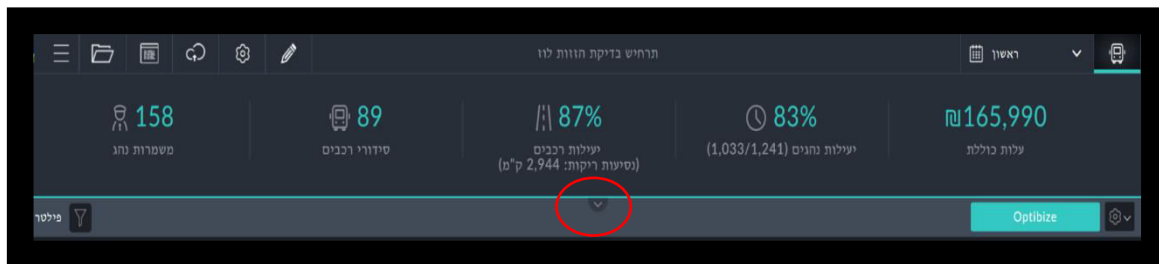 תרחיש בדיקת הזזות לוז
ראשון
₪165,990
עלות כוללת
83%
יעילות נהגים (1,033/1,241)
87%
יעילות רכבים
(נסיעות ריקות: 2,944 ק"מ)
89
סידורי רכבים
158
משמרות נהג
Optibize
פילטר